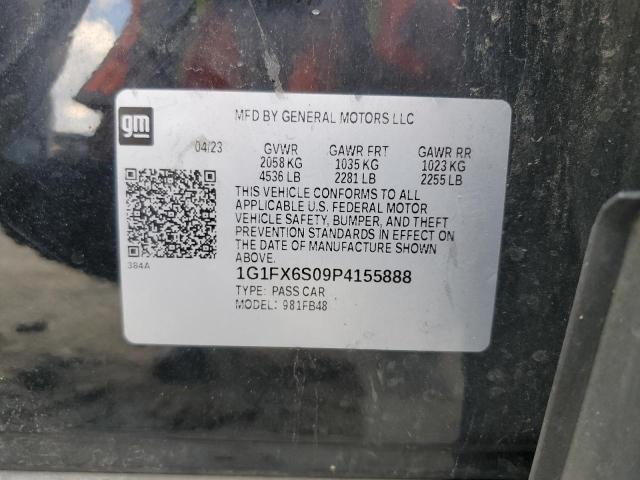 gm
MFD BY GENERAL MOTORS LLC
04/23 GVWR GAWR FRT GAWR RR
2058 KG 1035 KG 1023 KG
4536 LB 2281 LB 2255 LB
THIS VEHICLE CONFORMS TO ALL
APPLICABLE U.S. FEDERAL MOTOR
VEHICLE SAFETY, BUMPER, AND THEFT
PREVENTION STANDARDS IN EFFECT ON
THE DATE OF MANUFACTURE SHOWN
ABOVE.
384A
1G1FX6S09P4155888
TYPE: PASS CAR
MODEL: 981FB48